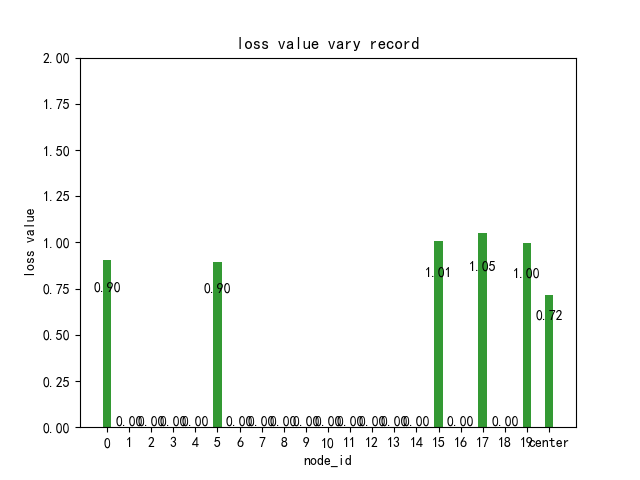 loss value vary record
2.00
1.75
1.50
1.25
1.00
0.75
0.50
0.25
0.00
loss value
0.90 0.00 0.00 0.00 0.00 0.90 0.00 0.00 0.00 0.00 0.00 0.00 0.00 0.00 0.00 1.01 0.00 1.05 0.00 1.00 0.72
0 1 2 3 4 5 6 7 8 9 10 11 12 13 14 15 16 17 18 19 center
node_id